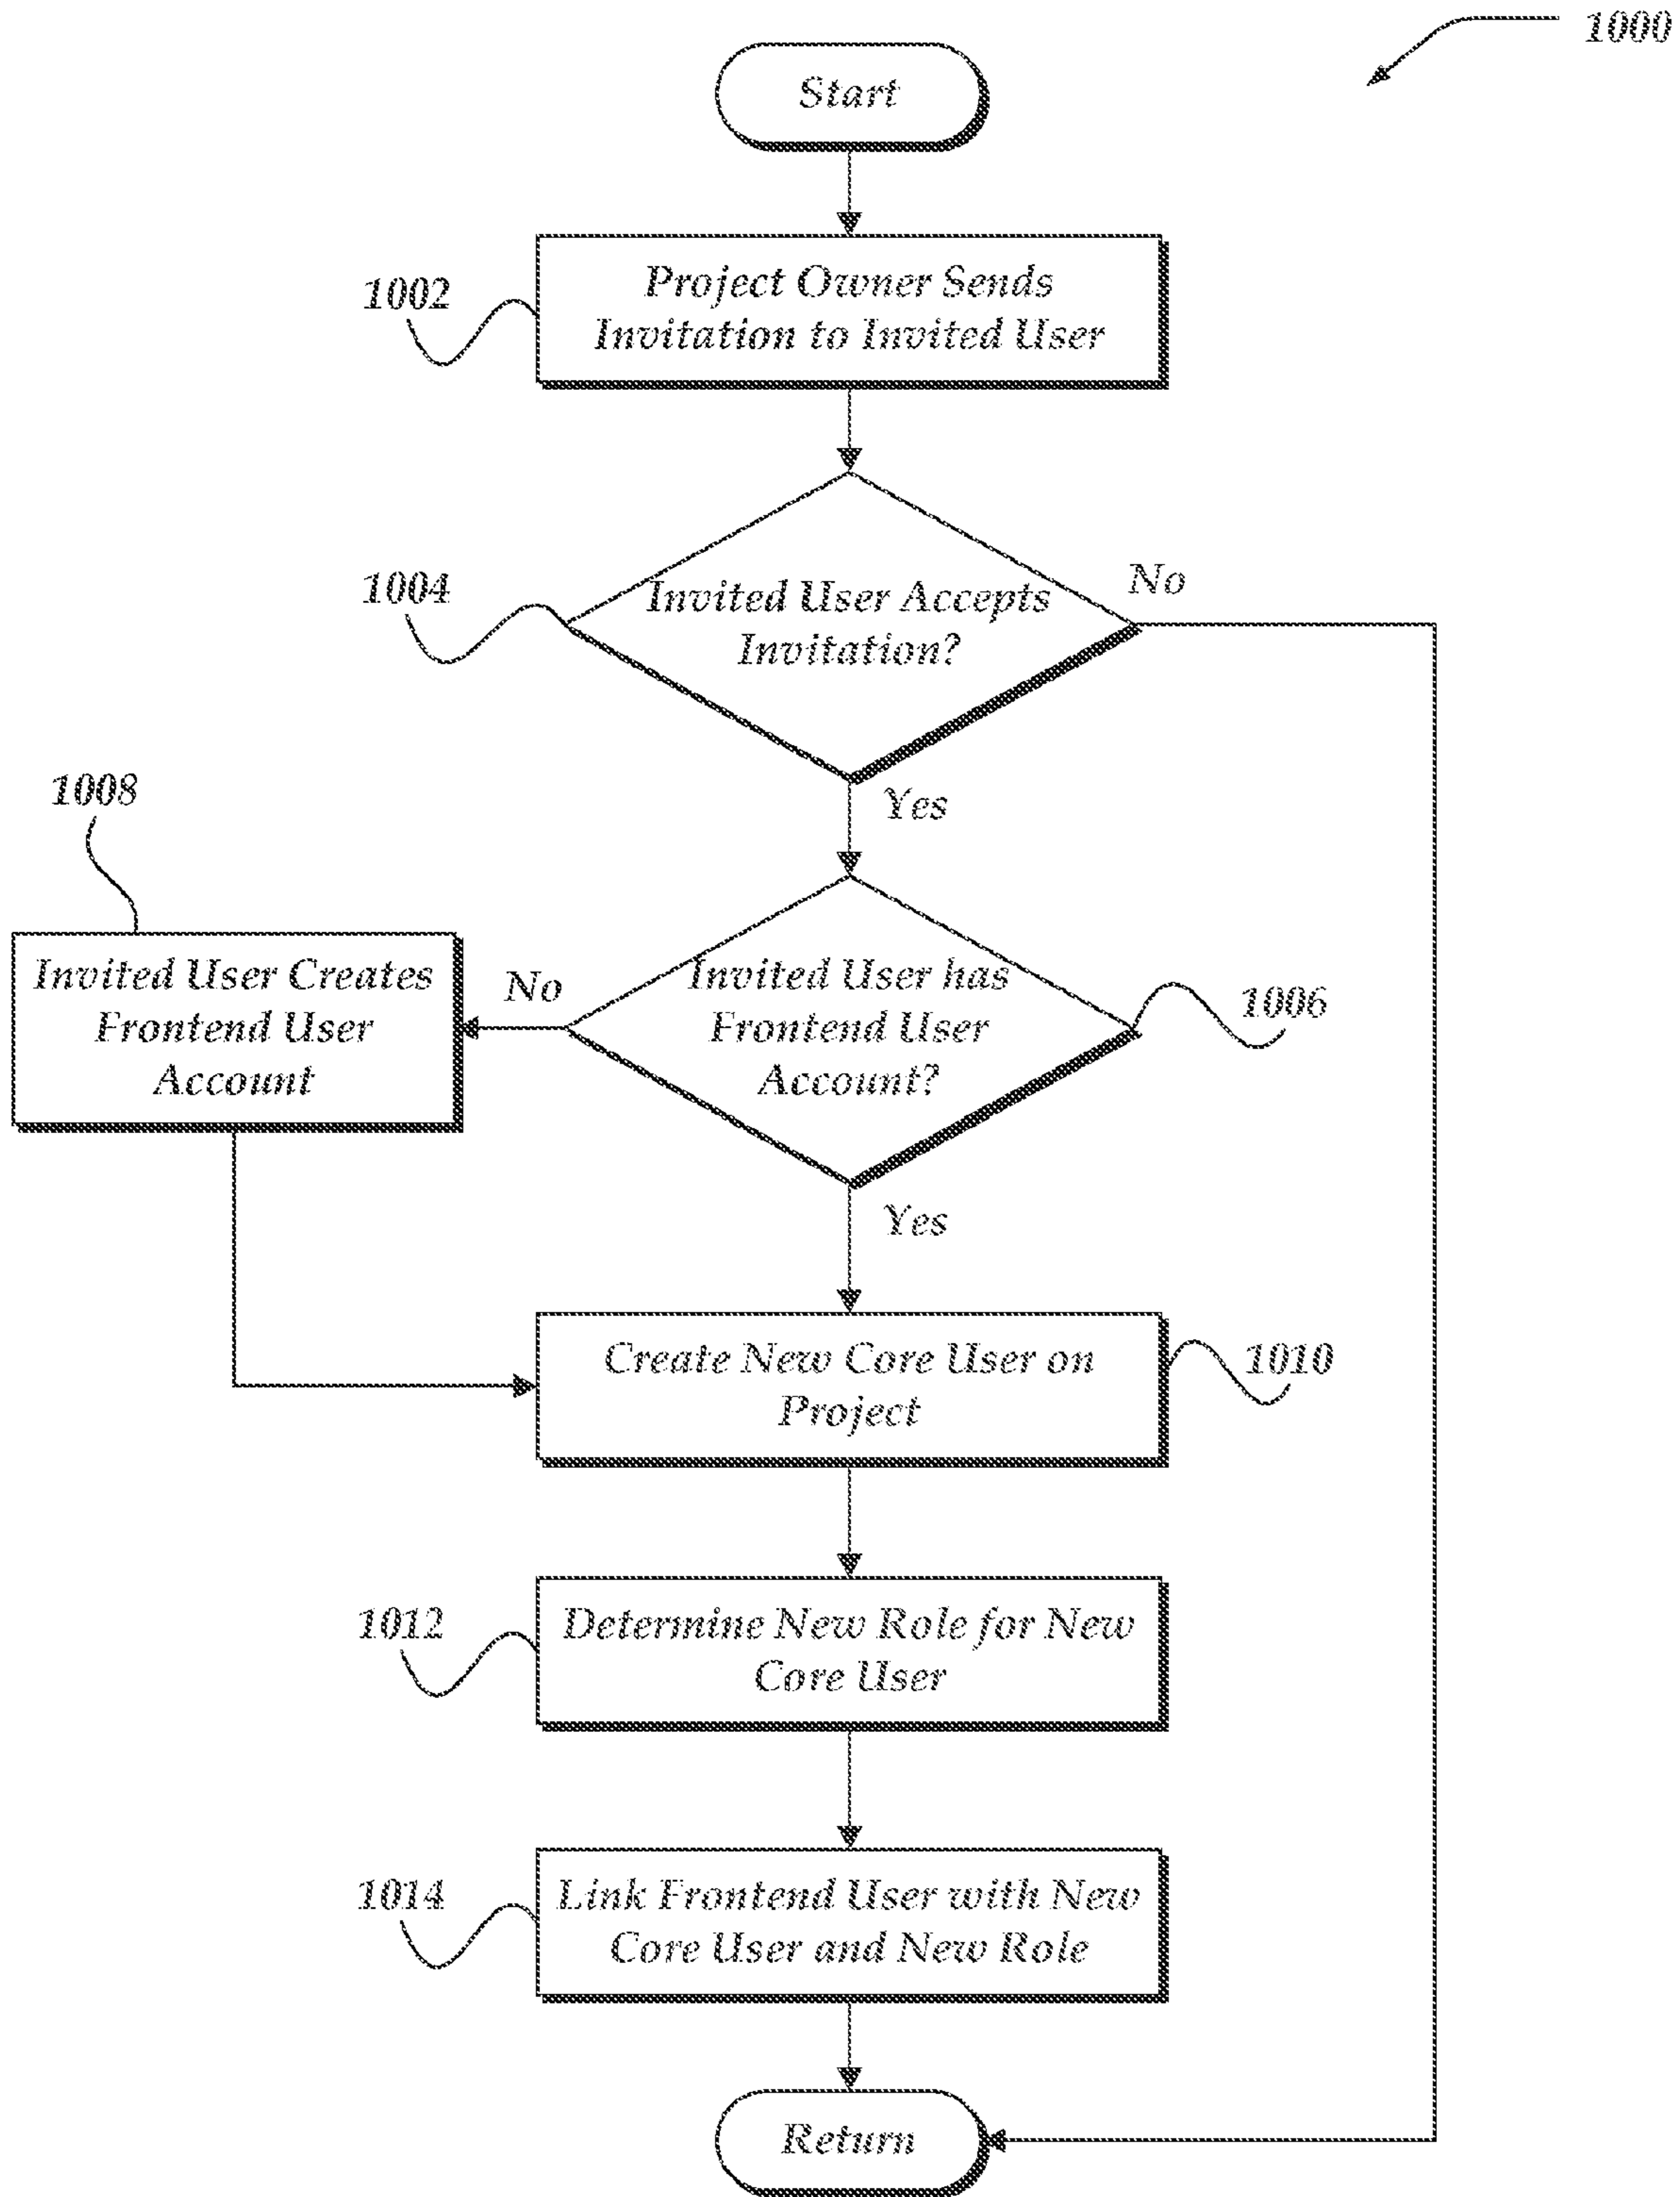 1000
Start
1002
Project Owner Sends
Invitation to Invited User
1004
Invited User Accepts
Invitation?
No
Yes
1008
Invited User Creates
Frontend User
Account
No
Invited User has
Frontend User
Account?
1006
Yes
Create New Core User on
Project
1010
1012
Determine New Role for New
Core User
1014
Link Frontend User with New
Core User and New Role
Return